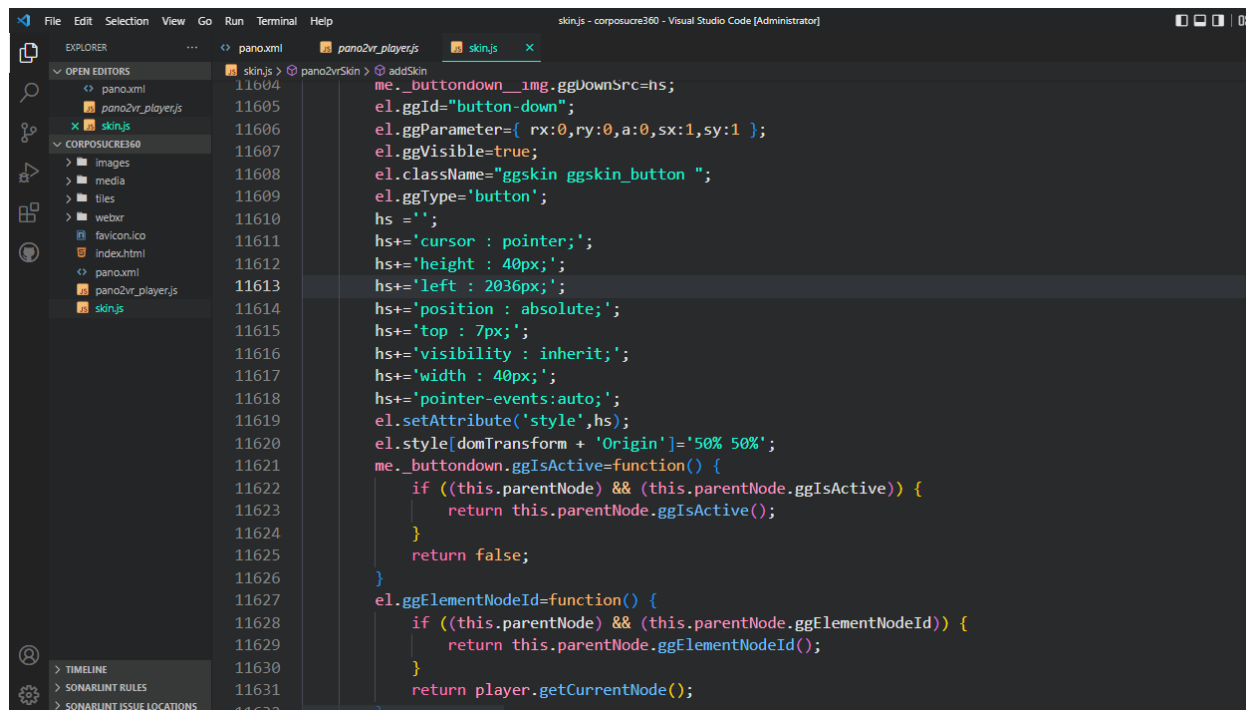 File Edit Selection View Go Run Terminal Help
skin.js - corposucre360 - Visual Studio Code [Administrator]
EXPLORER ···
OPEN EDITORS
pano.xml
pano2vr_player.js
skin.js
CORPOSUCRE360
images
media
tiles
webxr
favicon.ico
index.html
pano.xml
pano2vr_player.js
skin.js
TIMELINE
SONARLINT RULES
SONARLINT ISSUE LOCATIONS
pano.xml pano2vr_player.js skin.js
skin.js > pano2vrSkin > addSkin
11604 me._buttondown__img.ggDownSrc=hs;
11605 el.ggId="button-down";
11606 el.ggParameter={ rx:0,ry:0,a:0,sx:1,sy:1 };
11607 el.ggVisible=true;
11608 el.className="ggskin ggskin_button ";
11609 el.ggType='button';
11610 hs ='';
11611 hs+='cursor : pointer;';
11612 hs+='height : 40px;';
11613 hs+='left : 2036px;';
11614 hs+='position : absolute;';
11615 hs+='top : 7px;';
11616 hs+='visibility : inherit;';
11617 hs+='width : 40px;';
11618 hs+='pointer-events:auto;';
11619 el.setAttribute('style',hs);
11620 el.style[domTransform + 'Origin']='50% 50%';
11621 me._buttondown.ggIsActive=function() {
11622 if ((this.parentNode) && (this.parentNode.ggIsActive)) {
11623 return this.parentNode.ggIsActive();
11624 }
11625 return false;
11626 }
11627 el.ggElementNodeId=function() {
11628 if ((this.parentNode) && (this.parentNode.ggElementNodeId)) {
11629 return this.parentNode.ggElementNodeId();
11630 }
11631 return player.getCurrentNode();